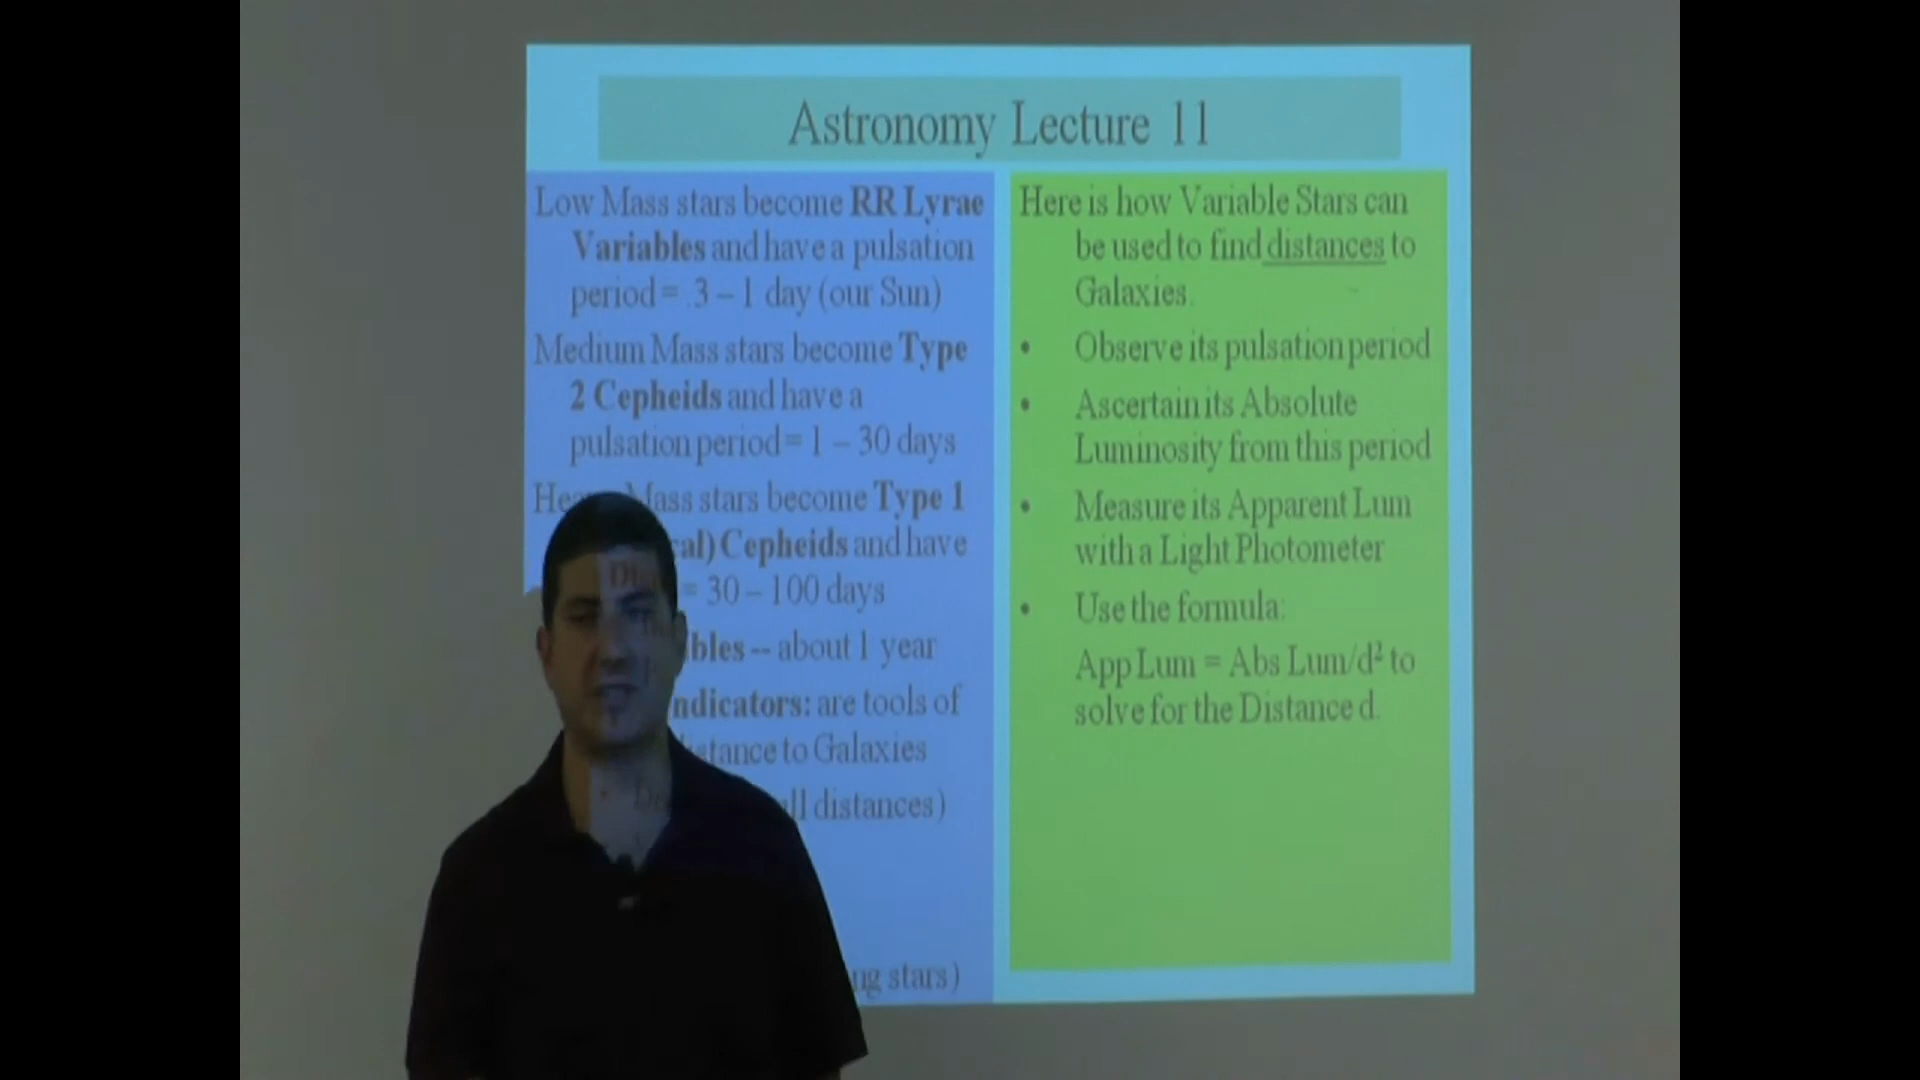 Astronomy Lecture 11
Low Mass stars become RR Lyrae
Variables and have a pulsation
period = .3 – 1 day (our Sun)
Medium Mass stars become Type
2 Cepheids and have a
pulsation period = 1 – 30 days
Mass stars become Type 1
Cepheids and have
= 30 – 100 days
-- about 1 year
are tools of
to Galaxies
distances)
stars)
Here is how Variable Stars can
be used to find distances to
Galaxies.
• Observe its pulsation period
• Ascertain its Absolute
Luminosity from this period
• Measure its Apparent Lum
with a Light Photometer
• Use the formula:
App Lum = Abs Lum/d² to
solve for the Distance d.